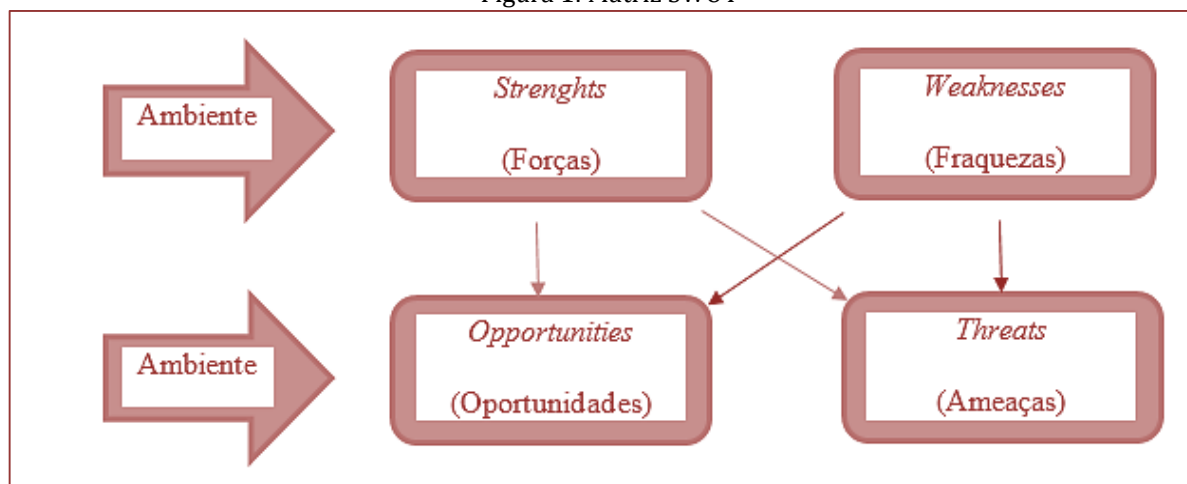 Ambiente
Strenghts
(Forças)
Weaknesses
(Fraquezas)
Ambiente
Opportunities
(Oportunidades)
Threats
(Ameaças)